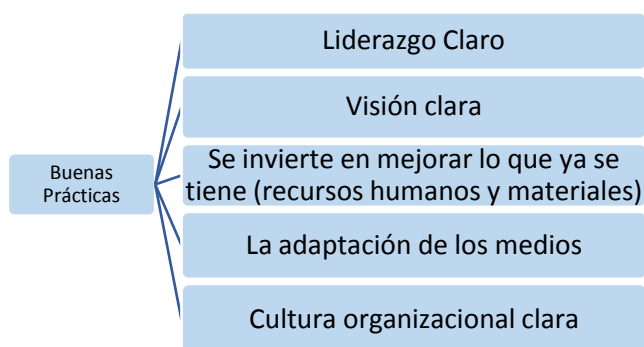 Liderazgo Claro
Visión clara
Buenas
Prácticas
Se invierte en mejorar lo que ya se
tiene (recursos humanos y materiales)
La adaptación de los medios
Cultura organizacional clara